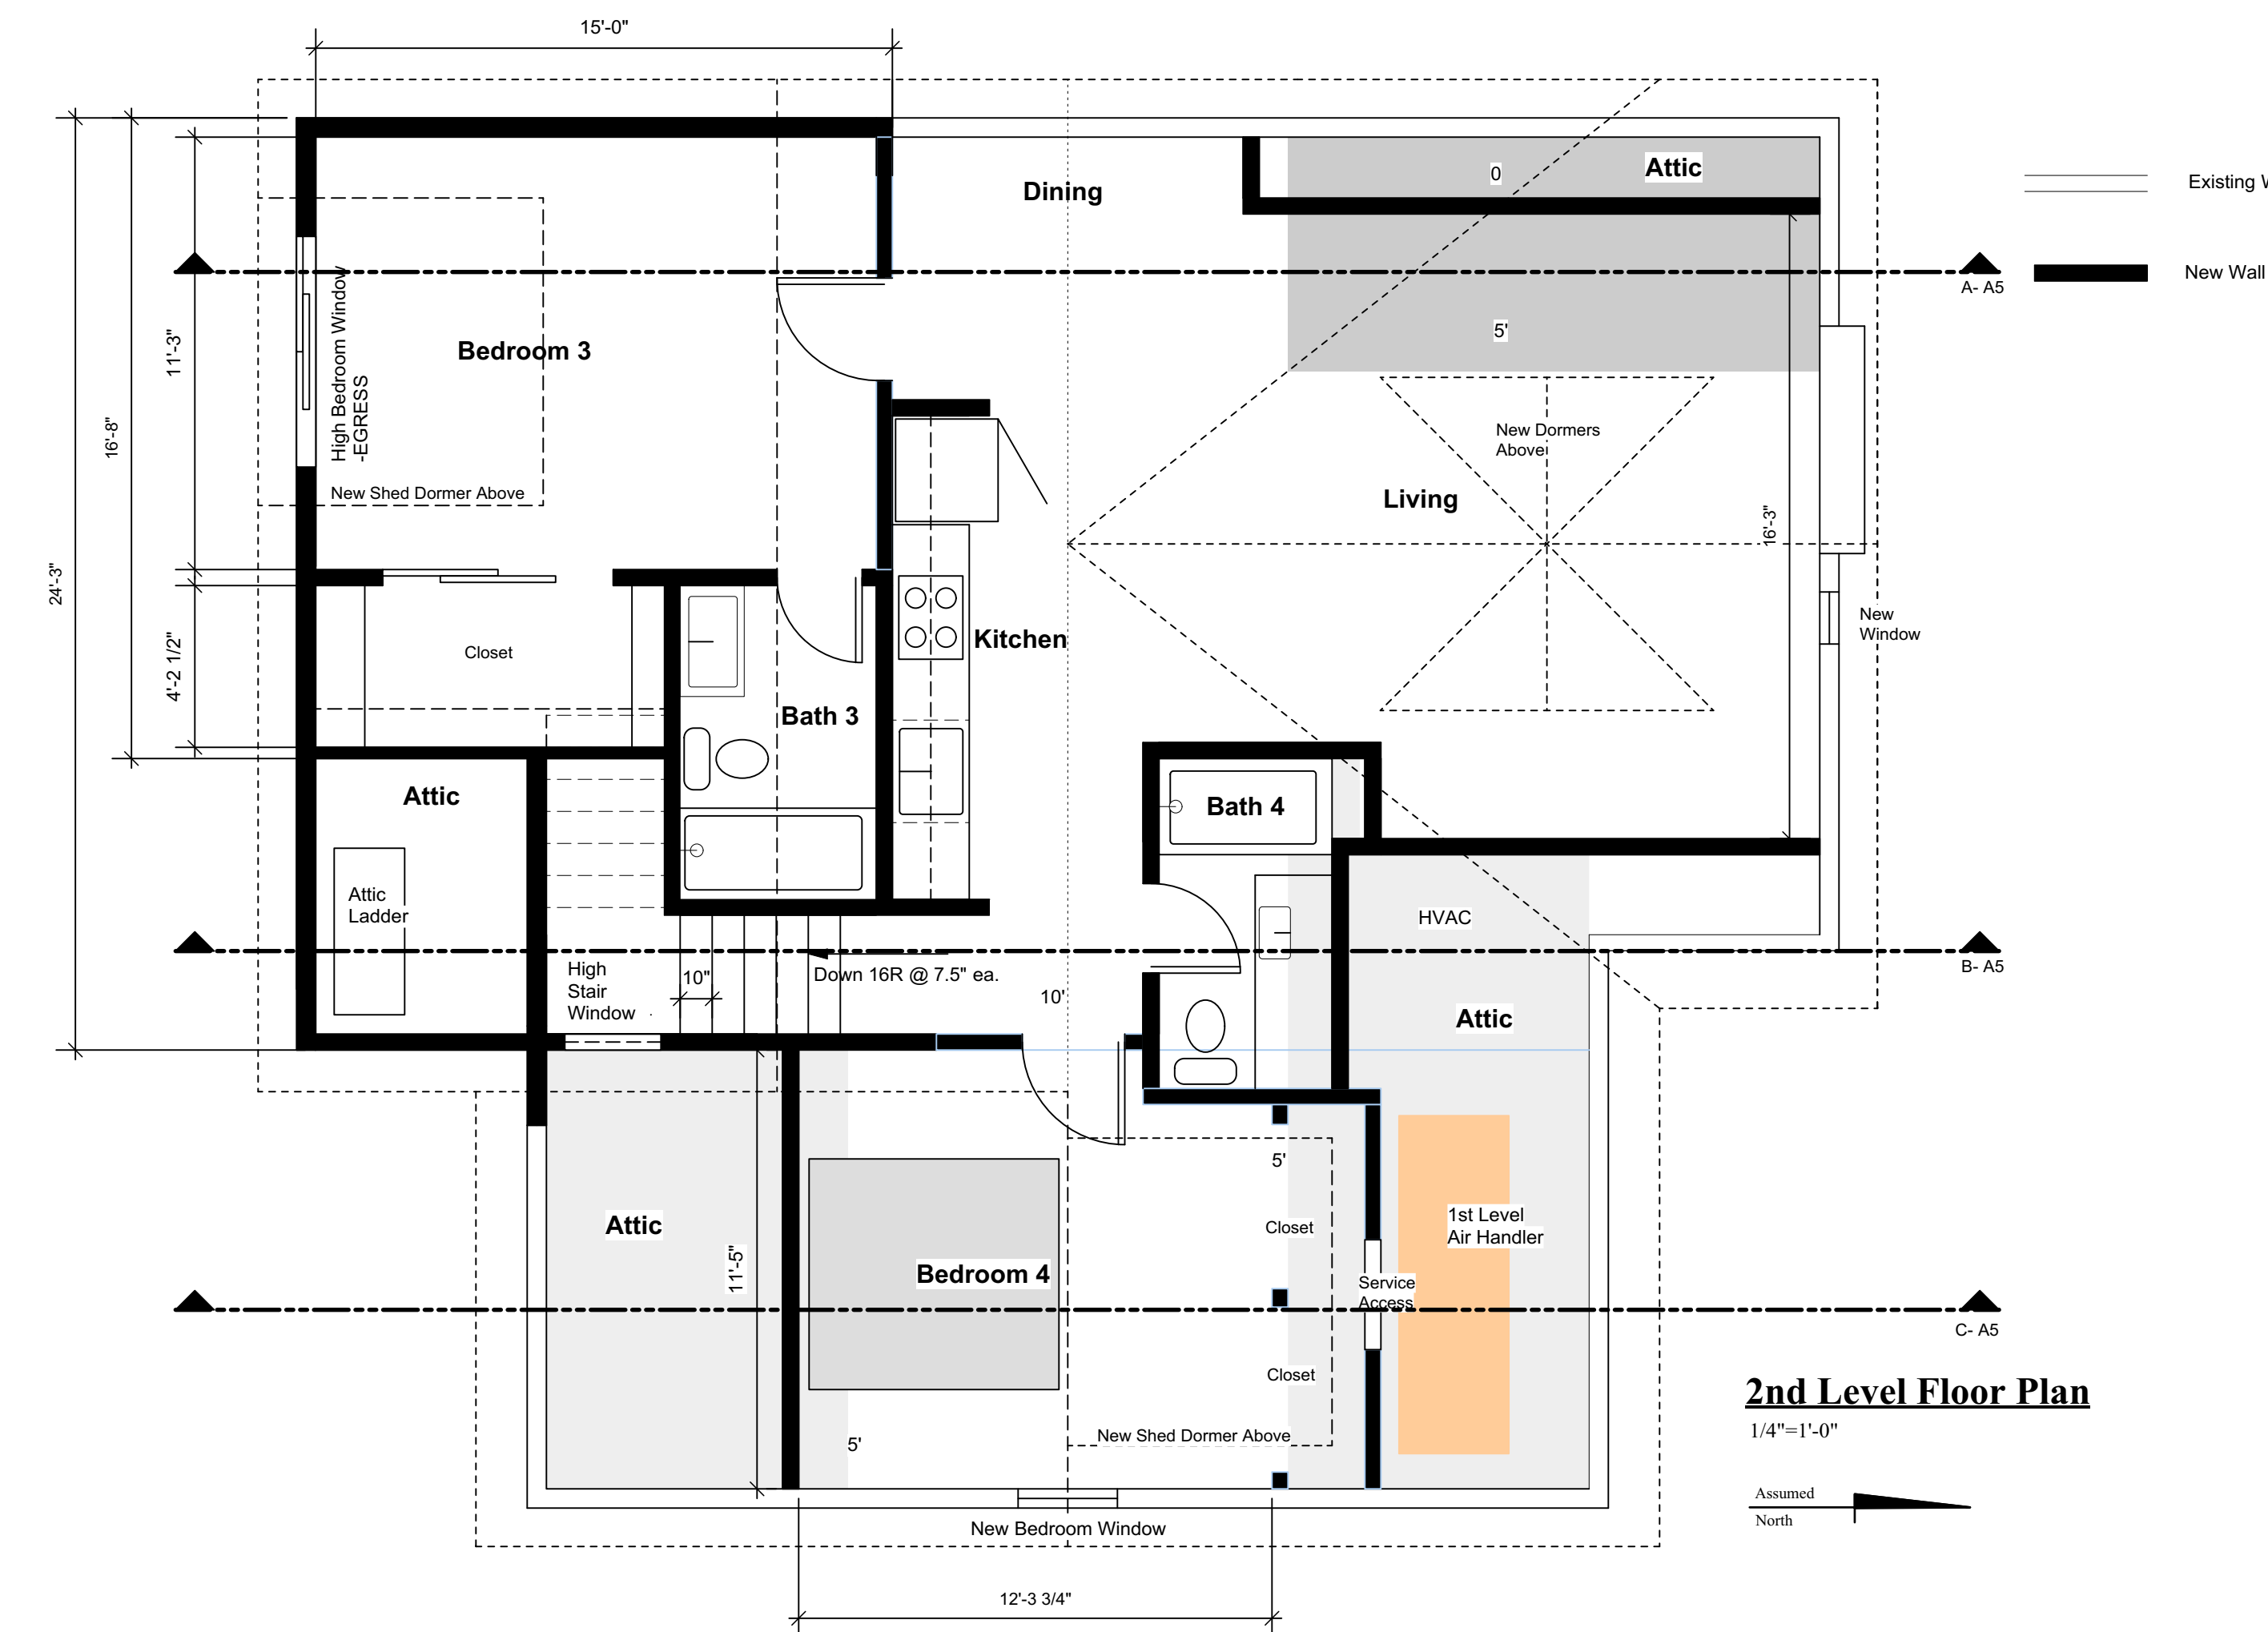 15'-0"
Dining
0
Attic
Existing W
A- A5
New Wall
High Bedroom Window
-EGRESS
11'-3"
Bedroom 3
5'
16'-8"
New Dormers
Above
New Shed Dormer Above
Living
16'-3"
24'-3"
New
Window
4'-2 1/2"
Closet
Kitchen
Bath 3
Attic
Bath 4
Attic
Ladder
HVAC
High
Stair
Window
10"
Down 16R @ 7.5" ea.
10'
B- A5
Attic
5'
Attic
Closet
1st Level
Air Handler
11'-5"
Bedroom 4
Service
Access
C- A5
Closet
2nd Level Floor Plan
1/4"=1'-0"
5'
New Shed Dormer Above
Assumed
North
New Bedroom Window
12'-3 3/4"